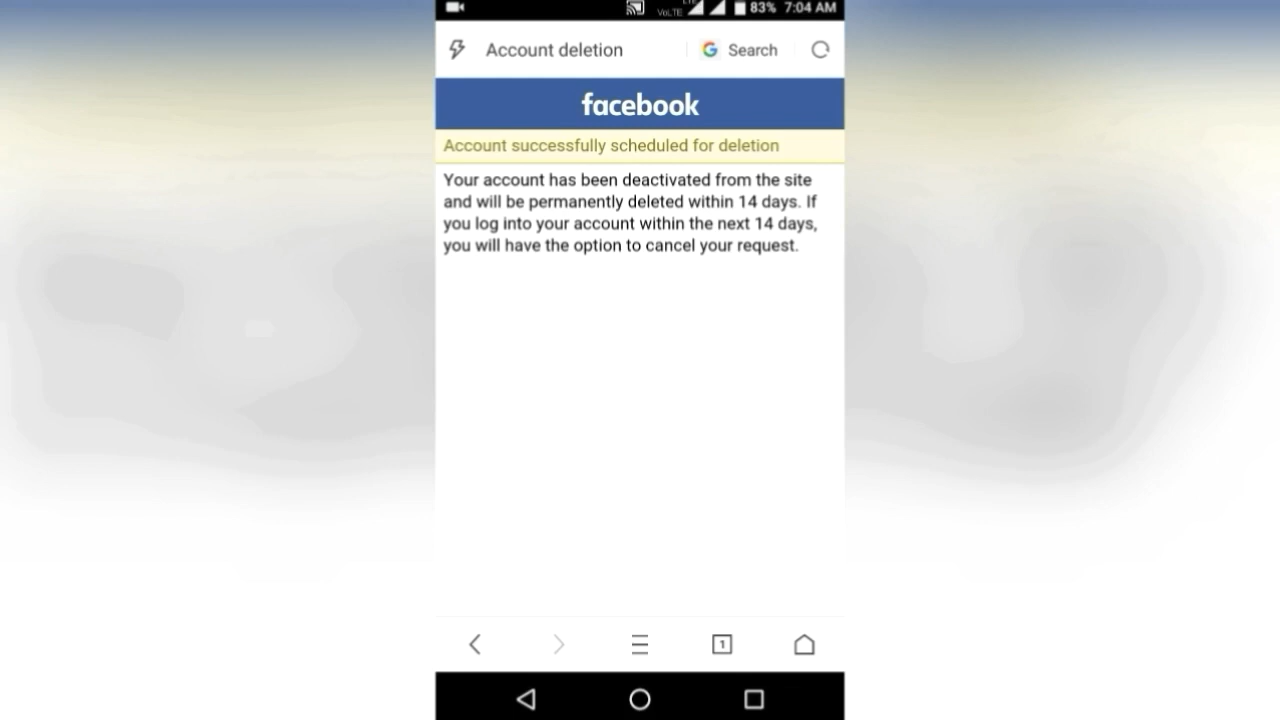 VoLTE LTE 83% 7:04 AM
Account deletion Search
facebook
Account successfully scheduled for deletion
Your account has been deactivated from the site
and will be permanently deleted within 14 days. If
you log into your account within the next 14 days,
you will have the option to cancel your request.
1